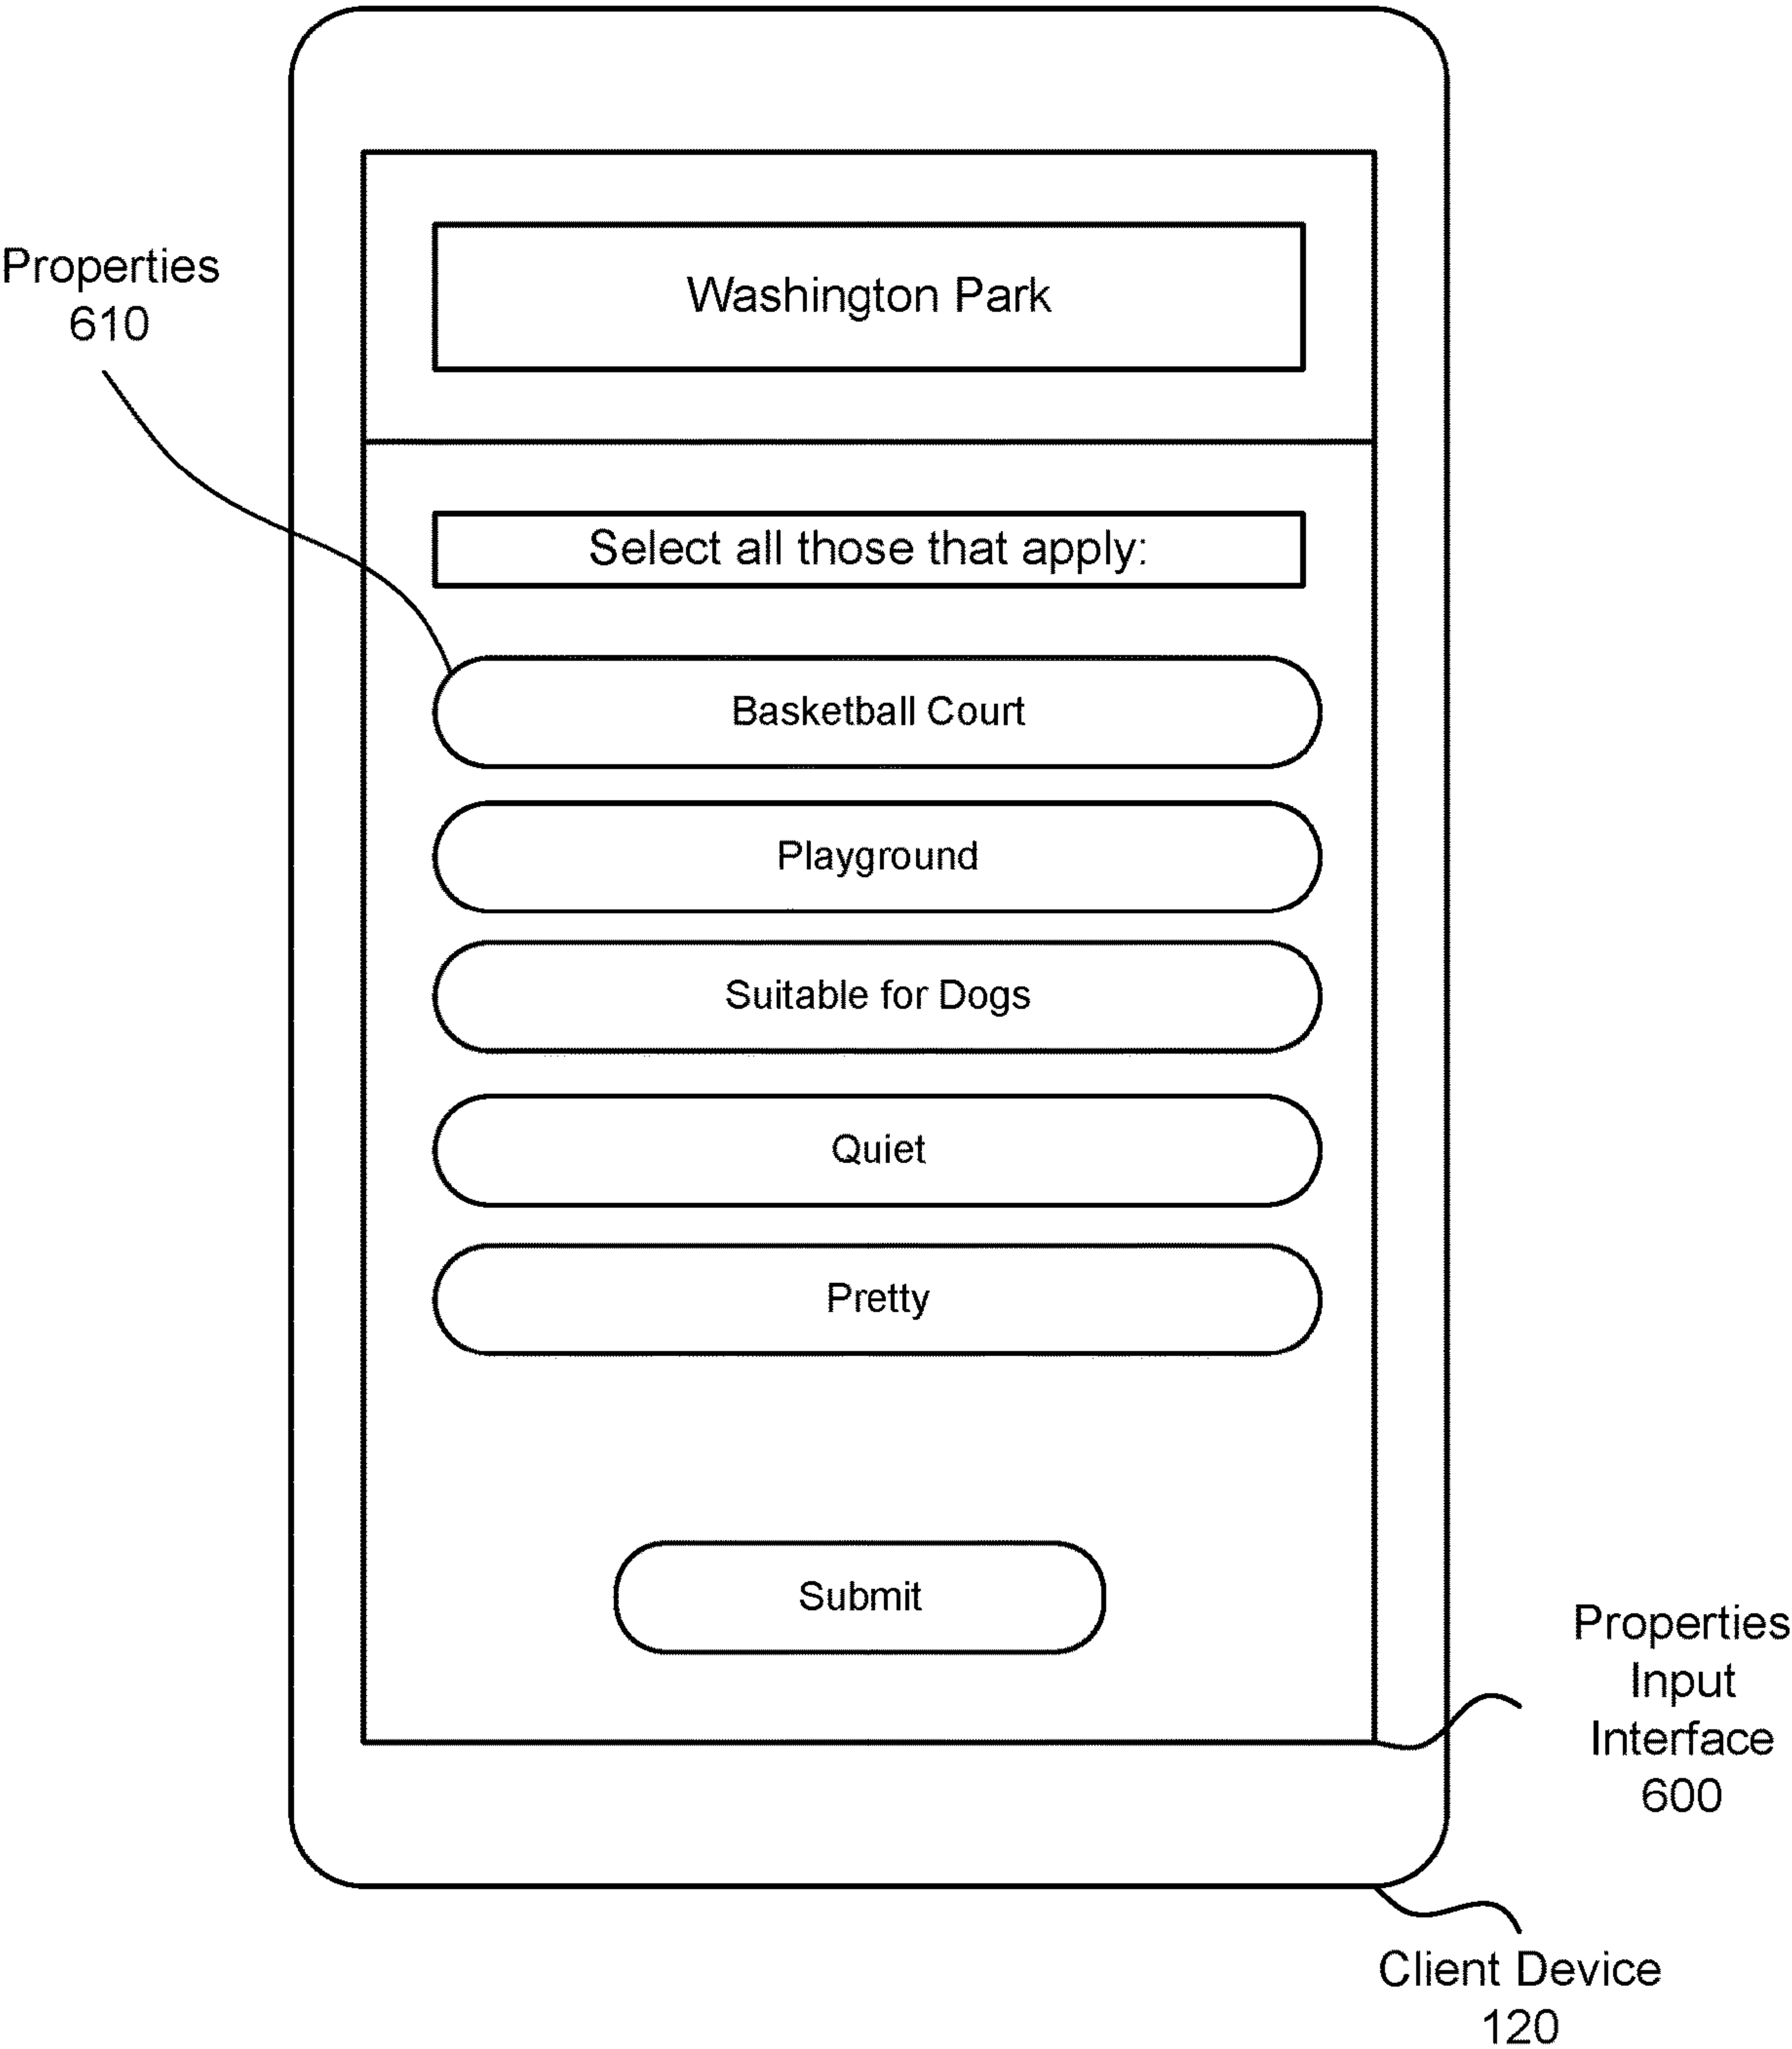 Properties
610
Washington Park
Select all those that apply:
Basketball Court
Playground
Suitable for Dogs
Quiet
Pretty
Submit
Properties
Input
Interface
600
Client Device
120